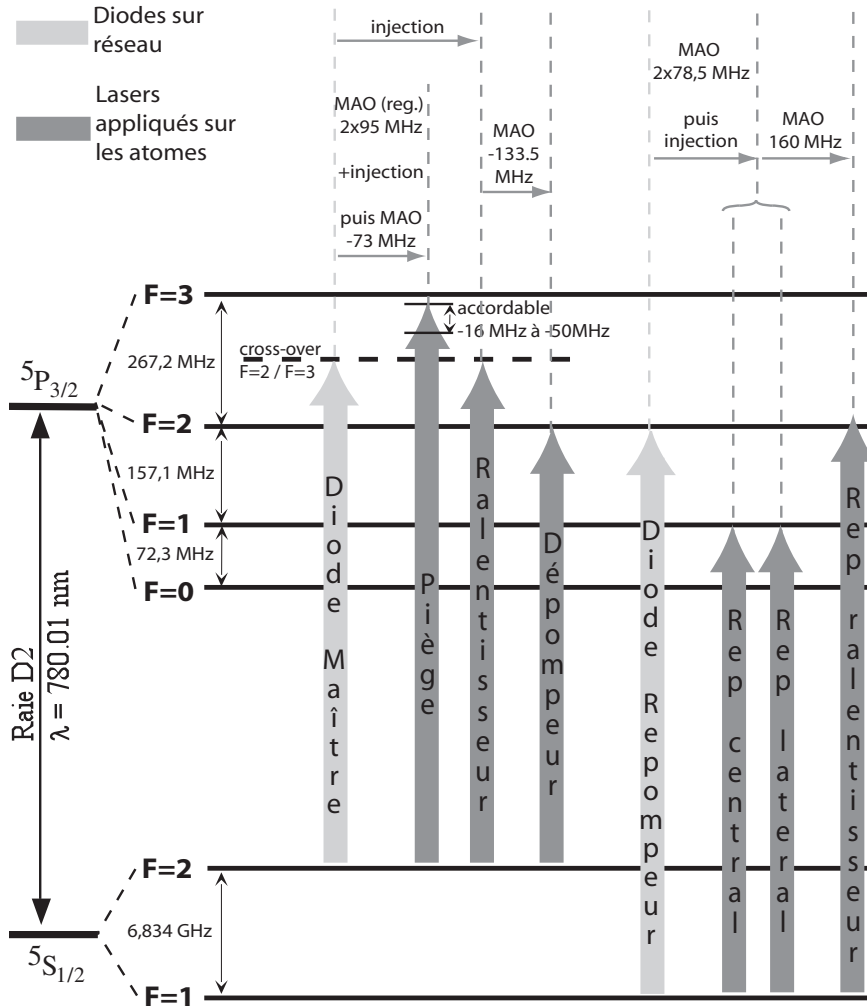 Diodes sur
réseau
Lasers
appliqués sur
les atomes
injection
MAO (reg.)
2x95 MHz
+injection
puis MAO
-73 MHz
MAO
-133.5
MHz
MAO
2x78,5 MHz
puis
injection
MAO
160 MHz
F=3
accordable
-16 MHz à -50MHz
cross-over
F=2 / F=3
267,2 MHz
5P3/2
F=2
157,1 MHz
F=1
72,3 MHz
F=0
Raie D2
λ = 780.01 nm
Diode Maître
Piège
Ralentisseur
Dépompeur
Diode Repompeur
Rep central
Rep lateral
Rep ralentisseur
F=2
6,834 GHz
5S1/2
F=1